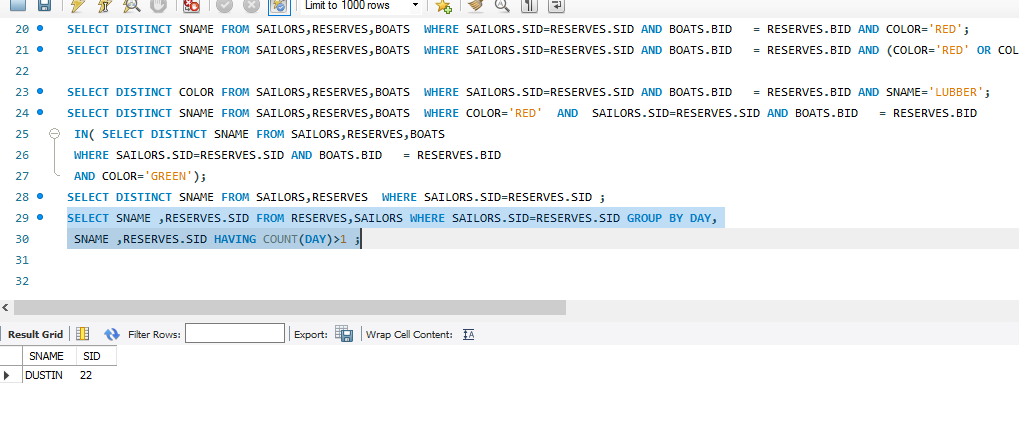 Limit to 1000 rows
20 SELECT DISTINCT SNAME FROM SAILORS,RESERVES,BOATS WHERE SAILORS.SID=RESERVES.SID AND BOATS.BID = RESERVES.BID AND COLOR='RED';
21 SELECT DISTINCT SNAME FROM SAILORS,RESERVES,BOATS WHERE SAILORS.SID=RESERVES.SID AND BOATS.BID = RESERVES.BID AND (COLOR='RED' OR COL
22
23 SELECT DISTINCT COLOR FROM SAILORS,RESERVES,BOATS WHERE SAILORS.SID=RESERVES.SID AND BOATS.BID = RESERVES.BID AND SNAME='LUBBER';
24 SELECT DISTINCT SNAME FROM SAILORS,RESERVES,BOATS WHERE COLOR='RED' AND SAILORS.SID=RESERVES.SID AND BOATS.BID = RESERVES.BID
25 IN( SELECT DISTINCT SNAME FROM SAILORS,RESERVES,BOATS
26 WHERE SAILORS.SID=RESERVES.SID AND BOATS.BID = RESERVES.BID
27 AND COLOR='GREEN');
28 SELECT DISTINCT SNAME FROM SAILORS,RESERVES WHERE SAILORS.SID=RESERVES.SID ;
29 SELECT SNAME ,RESERVES.SID FROM RESERVES,SAILORS WHERE SAILORS.SID=RESERVES.SID GROUP BY DAY,
30 SNAME ,RESERVES.SID HAVING COUNT(DAY)>1 ;
31
32
Result Grid Filter Rows: Export: Wrap Cell Content:
SNAME SID
DUSTIN 22